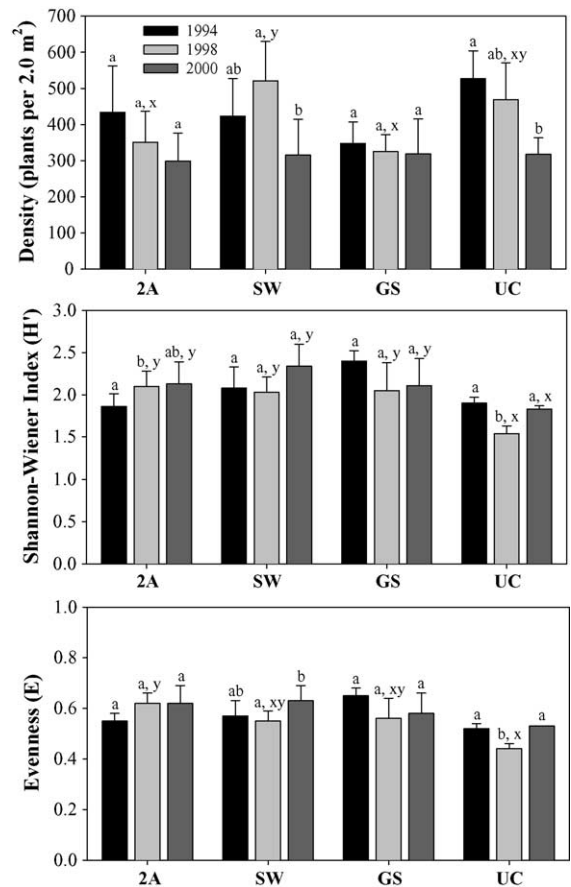 Density (plants per 2.0 m²)
700
600
500
400
300
200
100
0
1994
1998
2000
a
a, x
a
ab
a, y
b
a
a, x
a
a
ab, xy
b
2A
SW
GS
UC
Shannon-Wiener Index (H')
3.0
2.5
2.0
1.5
1.0
0.5
0.0
a
b, y
ab, y
a
a, y
a, y
a
a, y
a, y
a
b, x
a, x
2A
SW
GS
UC
Evenness (E)
1.0
0.8
0.6
0.4
0.2
0.0
a
a, y
a
ab
a, xy
b
a
a, xy
a
a
b, x
a
2A
SW
GS
UC